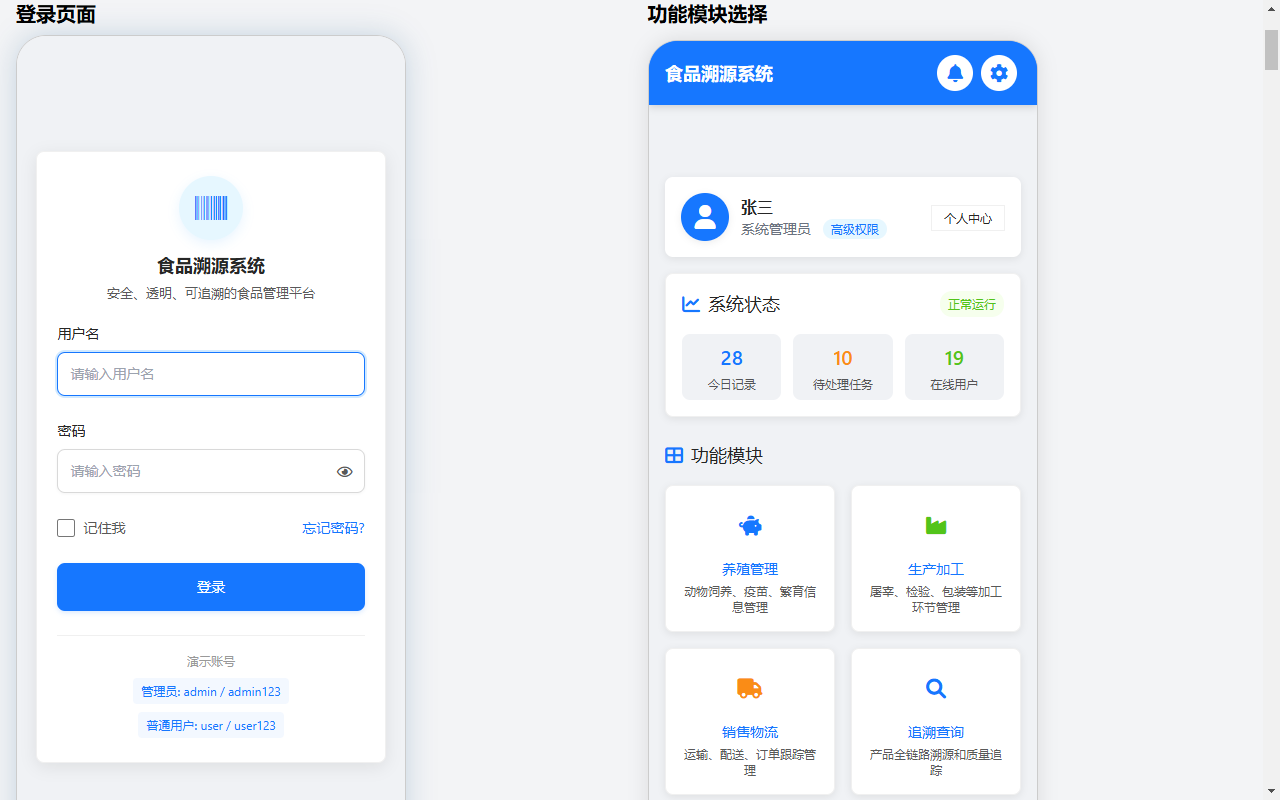 登录页面
食品溯源系统
安全、透明、可追溯的食品管理平台
用户名
请输入用户名
密码
请输入密码
记住我
忘记密码?
登录
演示账号
管理员: admin / admin123
普通用户: user / user123
功能模块选择
食品溯源系统
张三
系统管理员
高级权限
个人中心
系统状态
正常运行
28
今日记录
10
待处理任务
19
在线用户
功能模块
养殖管理
动物饲养、疫苗、繁育信
息管理
生产加工
屠宰、检验、包装等加工
环节管理
销售物流
运输、配送、订单跟踪管
理
追溯查询
产品全链路溯源和质量追
踪